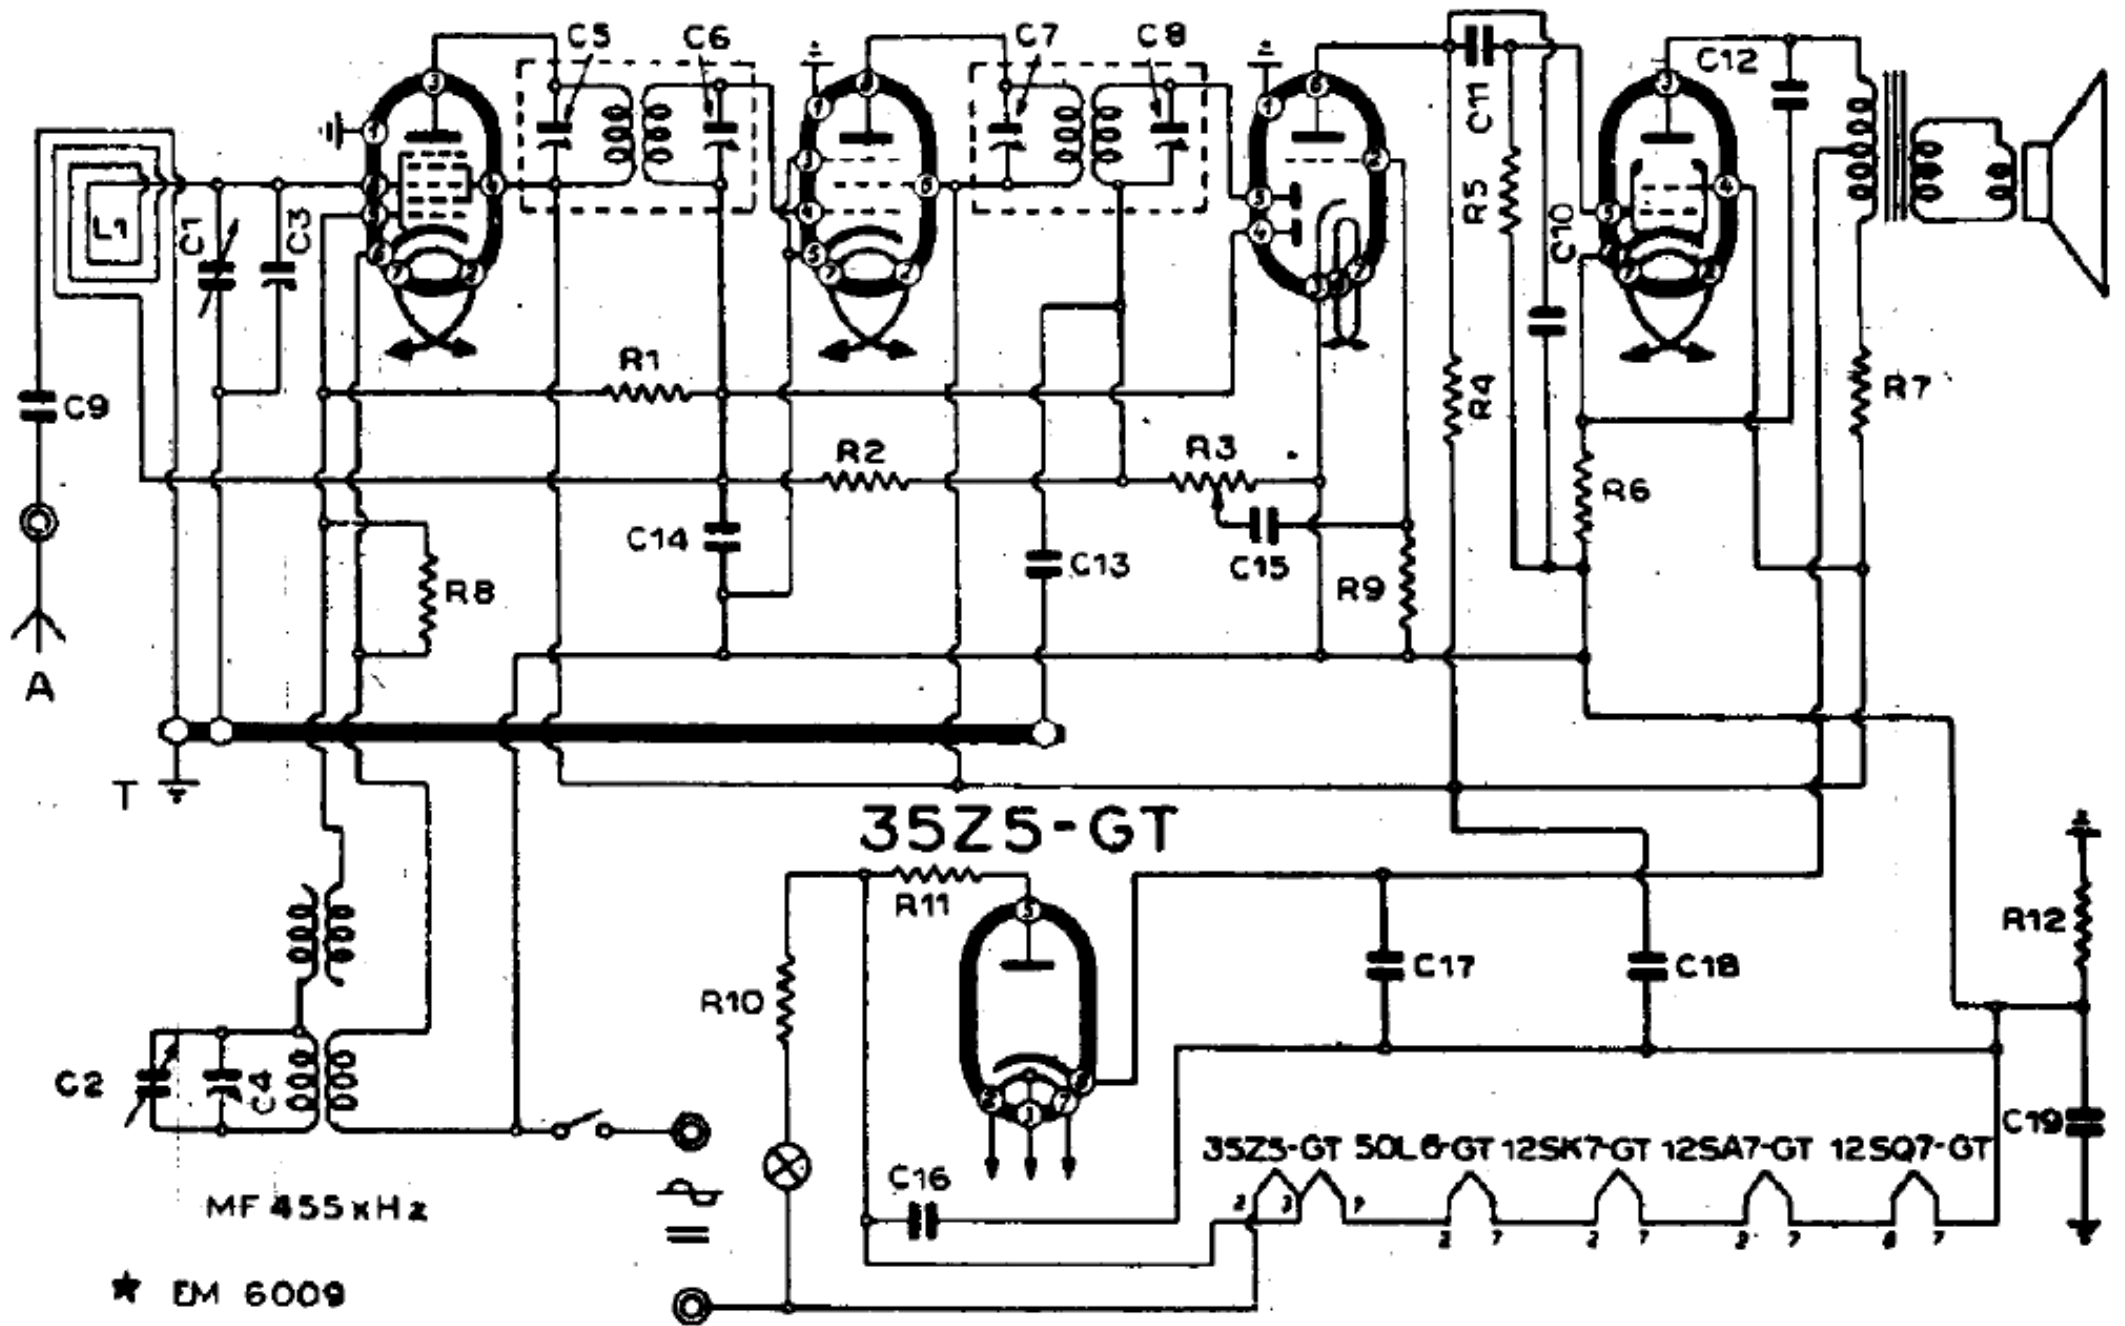 C5
C6
C7
C8
C12
C11
R5
C10
L1
C1
C3
R1
R4
R7
C9
R2
R3
R6
C14
C13
C15
R9
R8
A
T
35Z5-GT
R11
R10
C17
C18
R12
C2
C4
C19
C16
35Z5-GT 50L6-GT 12SK7-GT 12SA7-GT 12SQ7-GT
MF 455xHz
★ EM 6009